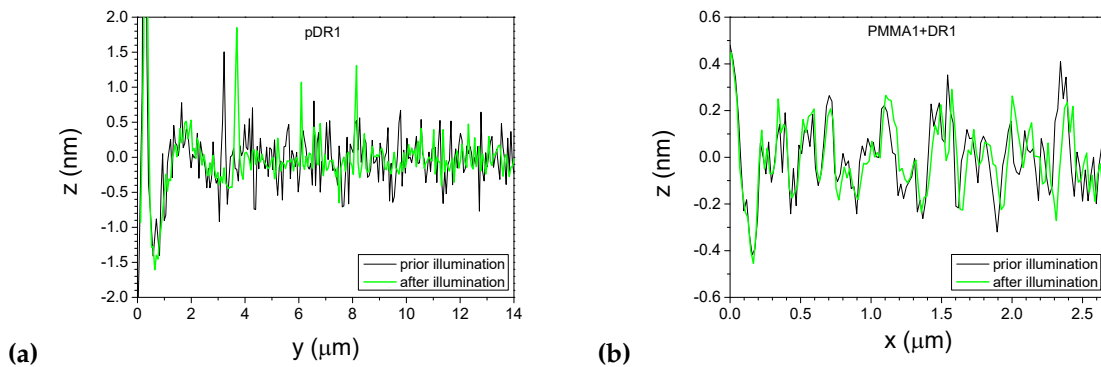 pDR1
2.0
1.5
1.0
0.5
0.0
-0.5
-1.0
-1.5
-2.0
z (nm)
prior illumination
after illumination
0 2 4 6 8 10 12 14
y (μm)
(a)
PMMA1+DR1
0.6
0.4
0.2
0.0
-0.2
-0.4
-0.6
z (nm)
prior illumination
after illumination
0.0 0.5 1.0 1.5 2.0 2.5
x (μm)
(b)